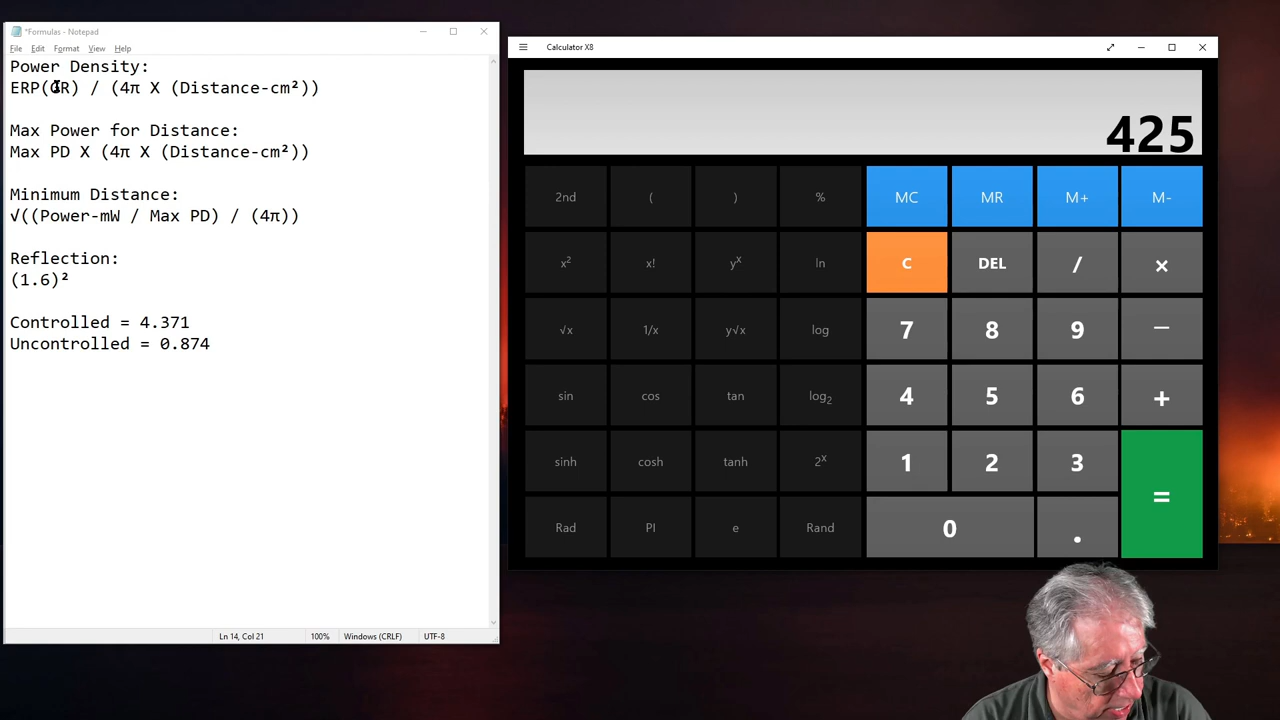 *Formulas - Notepad
File Edit Format View Help
Power Density:
ERP(GR) / (4π X (Distance-cm²))
Max Power for Distance:
Max PD X (4π X (Distance-cm²))
Minimum Distance:
√((Power-mW / Max PD) / (4π))
Reflection:
(1.6)²
Controlled = 4.371
Uncontrolled = 0.874
Ln 14, Col 21 100% Windows (CRLF) UTF-8
Calculator X8
425
2nd ( ) % MC MR M+ M-
x² x! yˣ ln C DEL / ×
√x 1/x y√x log 7 8 9 −
sin cos tan log₂ 4 5 6 +
sinh cosh tanh 2ˣ 1 2 3 =
Rad PI e Rand 0 .